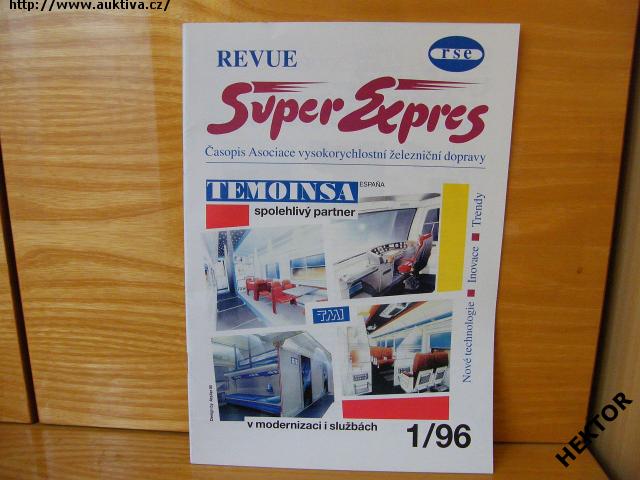 http://www.auktiva.cz/
REVUE
rse
Super Expres
Časopis Asociace vysokorychlostní železniční dopravy
TEMOINSA
ESPAÑA
spolehlivý partner
Nové technologie ■ Inovace ■ Trendy
TMI
v modernizaci i službách
1/96
HEKTOR